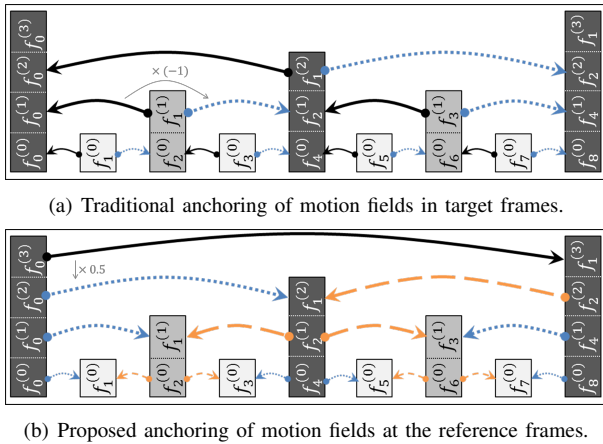 f_0^{(3)} f_1^{(3)}
f_0^{(2)} f_1^{(2)} f_2^{(2)}
× (−1)
f_0^{(1)} f_1^{(1)} f_2^{(1)} f_3^{(1)} f_4^{(1)}
f_0^{(0)} f_1^{(0)} f_2^{(0)} f_3^{(0)} f_4^{(0)} f_5^{(0)} f_6^{(0)} f_7^{(0)} f_8^{(0)}
(a) Traditional anchoring of motion fields in target frames.
f_0^{(3)} f_1^{(3)}
× 0.5
f_0^{(2)} f_1^{(2)} f_2^{(2)}
f_0^{(1)} f_1^{(1)} f_2^{(1)} f_3^{(1)} f_4^{(1)}
f_0^{(0)} f_1^{(0)} f_2^{(0)} f_3^{(0)} f_4^{(0)} f_5^{(0)} f_6^{(0)} f_7^{(0)} f_8^{(0)}
(b) Proposed anchoring of motion fields at the reference frames.